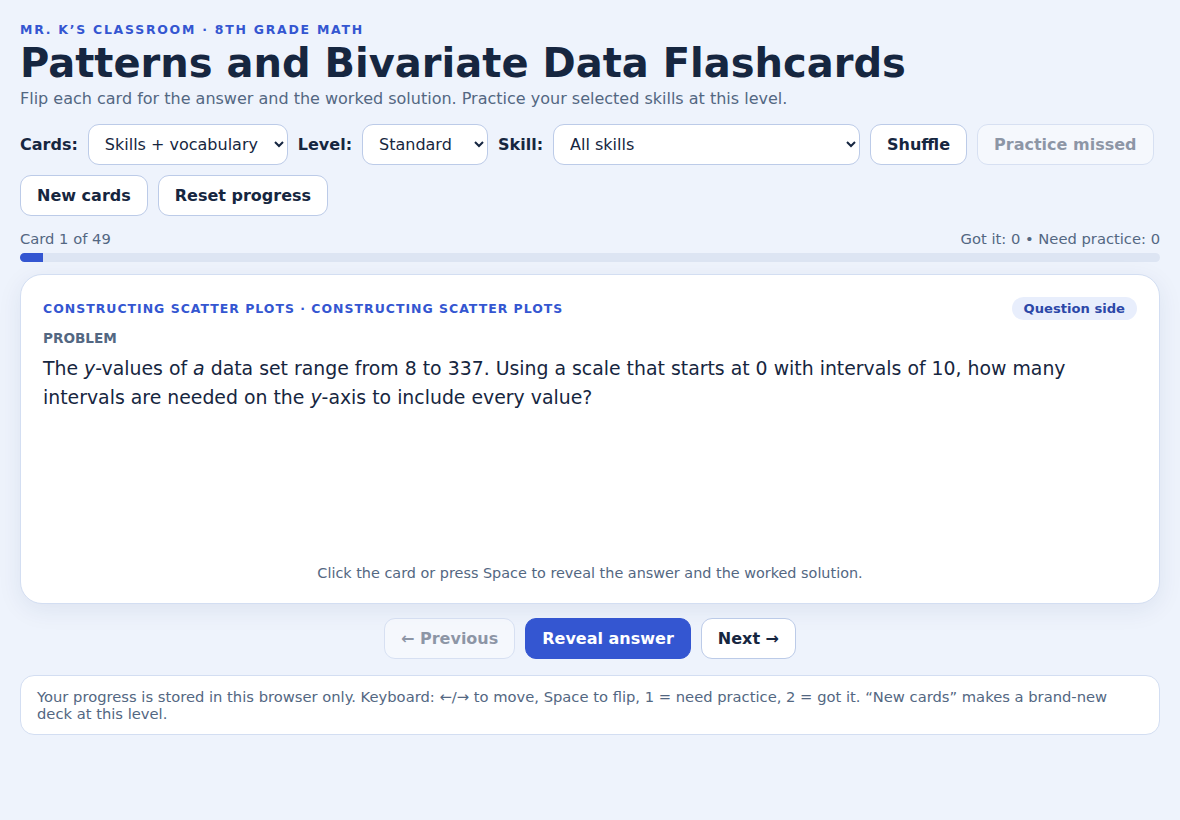 MR. K’S CLASSROOM · 8TH GRADE MATH
Patterns and Bivariate Data Flashcards
Flip each card for the answer and the worked solution. Practice your selected skills at this level.
Cards: Skills + vocabulary Level: Standard Skill: All skills Shuffle Practice missed
New cards Reset progress
Card 1 of 49 Got it: 0 • Need practice: 0
CONSTRUCTING SCATTER PLOTS · CONSTRUCTING SCATTER PLOTS Question side
PROBLEM
The y-values of a data set range from 8 to 337. Using a scale that starts at 0 with intervals of 10, how many
intervals are needed on the y-axis to include every value?
Click the card or press Space to reveal the answer and the worked solution.
← Previous Reveal answer Next →
Your progress is stored in this browser only. Keyboard: ←/→ to move, Space to flip, 1 = need practice, 2 = got it. “New cards” makes a brand-new
deck at this level.